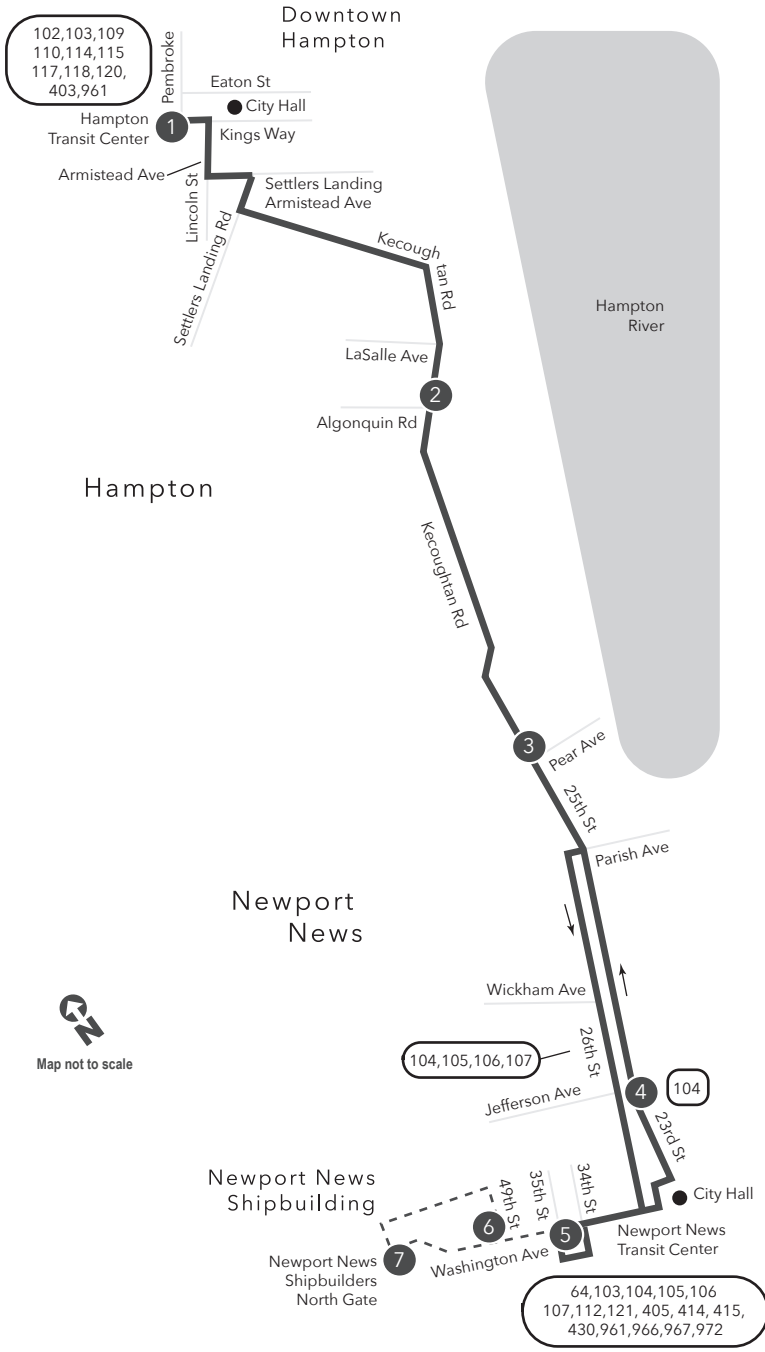 Downtown
Hampton
102,103,109
110,114,115
117,118,120,
403,961
Pembroke
Eaton St
City Hall
Hampton
Transit Center
1
Kings Way
Armistead Ave
Lincoln St
Settlers Landing
Armistead Ave
Settlers Landing Rd
Kecough
tan Rd
Hampton
River
LaSalle Ave
2
Algonquin Rd
Hampton
Kecoughtan Rd
3
Pear Ave
25th St
Parish Ave
Newport
News
Wickham Ave
N
Map not to scale
26th St
104,105,106,107
Jefferson Ave
4
104
23rd St
Newport News
Shipbuilding
49th St
35th St
34th St
City Hall
6
5
Newport News
Transit Center
7
Washington Ave
Newport News
Shipbuilders
North Gate
64,103,104,105,106
107,112,121, 405, 414, 415,
430,961,966,967,972